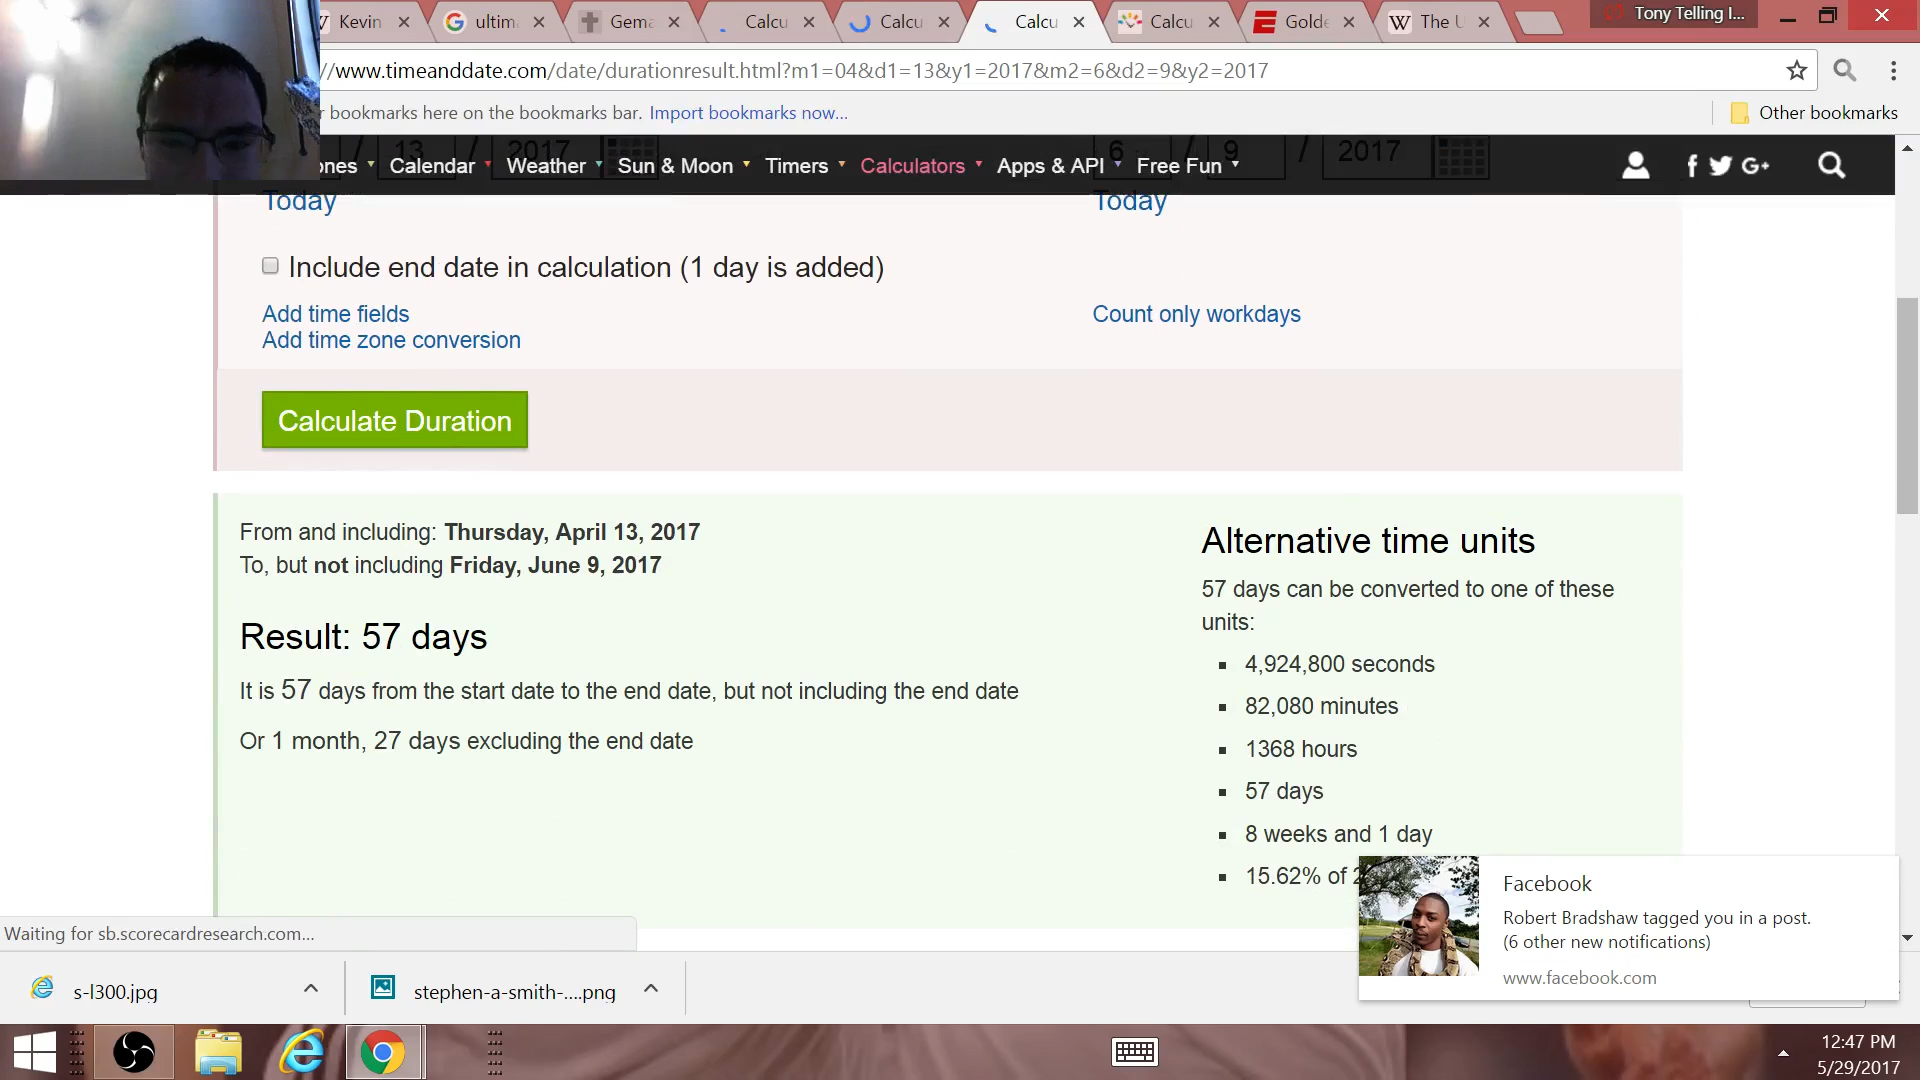 Kevin
ultim
Gema
Calcu
Calcu
Calcu
Calcu
Golde
The U
Tony Telling I...
//www.timeanddate.com/date/durationresult.html?m1=04&d1=13&y1=2017&m2=6&d2=9&y2=2017
r bookmarks here on the bookmarks bar. Import bookmarks now...
Other bookmarks
/ 13 / 2017
6 / 9 / 2017
ones Calendar Weather Sun & Moon Timers Calculators Apps & API Free Fun
Today
Today
Include end date in calculation (1 day is added)
Add time fields
Count only workdays
Add time zone conversion
Calculate Duration
From and including: Thursday, April 13, 2017
To, but not including Friday, June 9, 2017
Result: 57 days
It is 57 days from the start date to the end date, but not including the end date
Or 1 month, 27 days excluding the end date
Alternative time units
57 days can be converted to one of these
units:
4,924,800 seconds
82,080 minutes
1368 hours
57 days
8 weeks and 1 day
15.62% of
Facebook
Robert Bradshaw tagged you in a post.
(6 other new notifications)
www.facebook.com
Waiting for sb.scorecardresearch.com...
s-l300.jpg
stephen-a-smith-....png
12:47 PM
5/29/2017